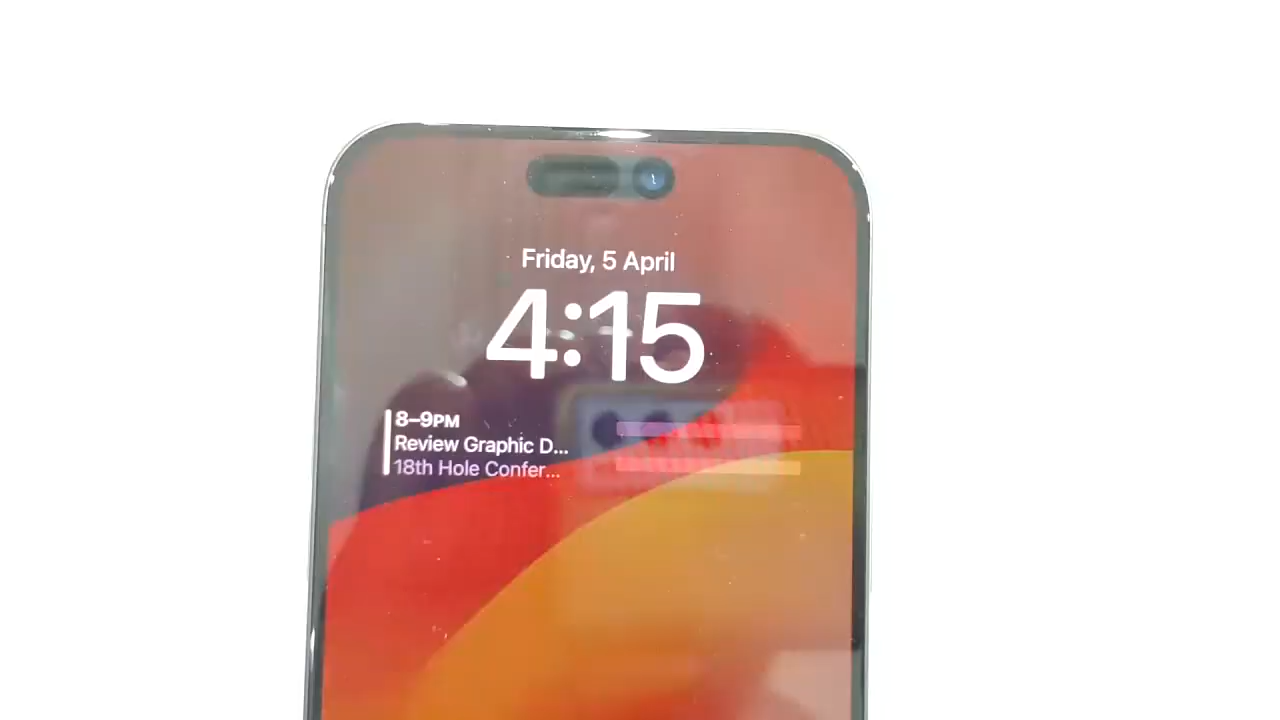 Friday, 5 April
4:15
8–9PM
Review Graphic D...
18th Hole Confer...